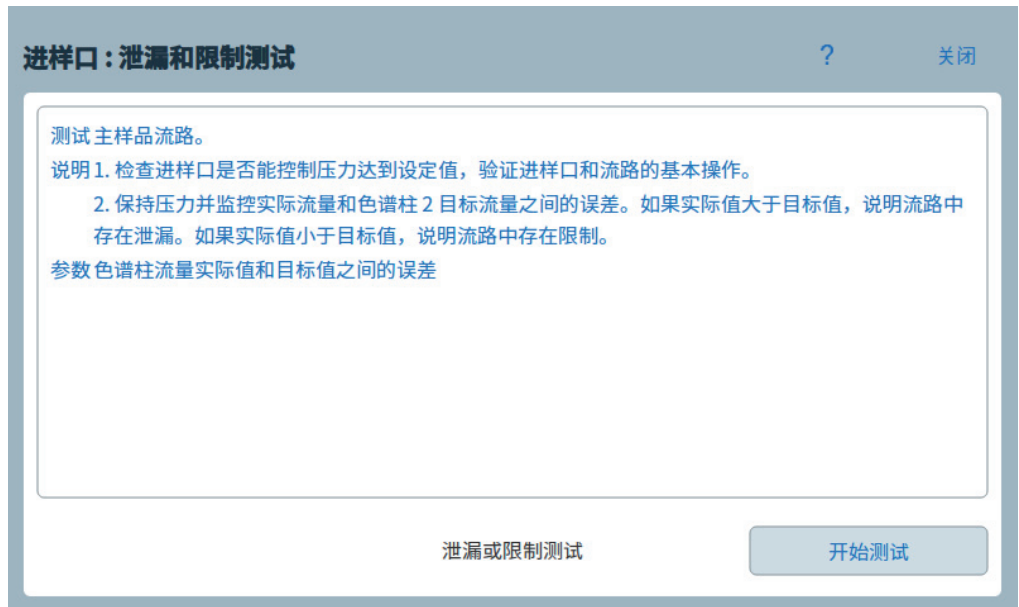 进样口：泄漏和限制测试
?
关闭
测试 主样品流路。
说明 1. 检查进样口是否能控制压力达到设定值，验证进样口和流路的基本操作。
2. 保持压力并监控实际流量和色谱柱 2 目标流量之间的误差。如果实际值大于目标值，说明流路中
存在泄漏。如果实际值小于目标值，说明流路中存在限制。
参数 色谱柱流量实际值和目标值之间的误差
泄漏或限制测试
开始测试